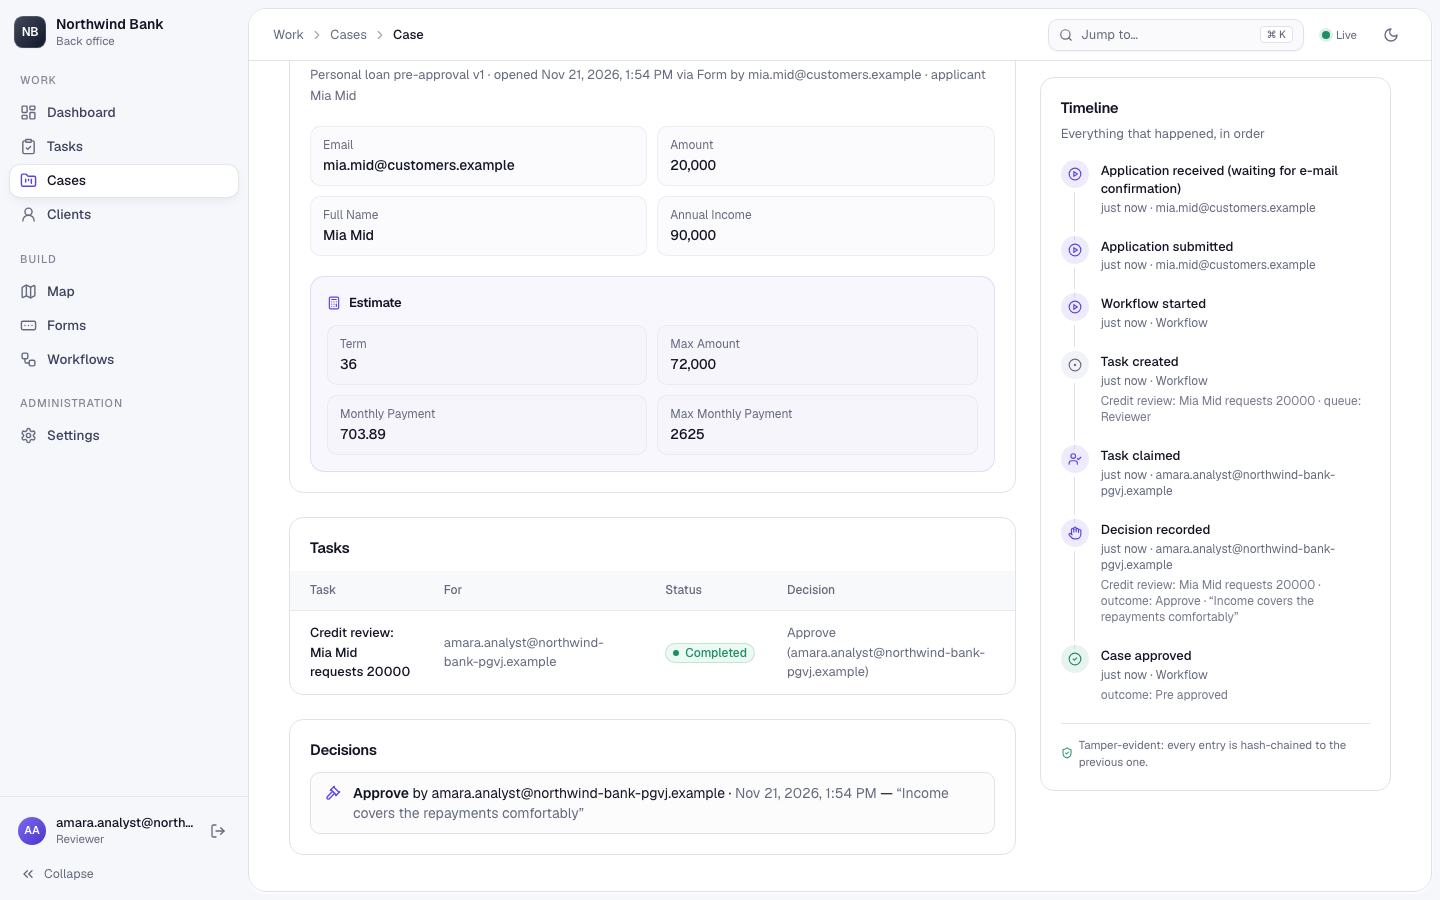 NB
Northwind Bank
Back office
WORK
Dashboard
Tasks
Cases
Clients
BUILD
Map
Forms
Workflows
ADMINISTRATION
Settings
AA
amara.analyst@north...
Reviewer
Collapse
Work
Cases
Case
Jump to...
⌘ K
Live
Personal loan pre-approval v1 · opened Nov 21, 2026, 1:54 PM via Form by mia.mid@customers.example · applicant
Mia Mid
Email
mia.mid@customers.example
Amount
20,000
Full Name
Mia Mid
Annual Income
90,000
Estimate
Term
36
Max Amount
72,000
Monthly Payment
703.89
Max Monthly Payment
2625
Tasks
Task
For
Status
Decision
Credit review:
Mia Mid
requests 20000
amara.analyst@northwind-
bank-pgvj.example
Completed
Approve
(amara.analyst@northwind-bank-
pgvj.example)
Decisions
Approve by amara.analyst@northwind-bank-pgvj.example · Nov 21, 2026, 1:54 PM — “Income
covers the repayments comfortably”
Timeline
Everything that happened, in order
Application received (waiting for e-mail
confirmation)
just now · mia.mid@customers.example
Application submitted
just now · mia.mid@customers.example
Workflow started
just now · Workflow
Task created
just now · Workflow
Credit review: Mia Mid requests 20000 · queue:
Reviewer
Task claimed
just now · amara.analyst@northwind-bank-
pgvj.example
Decision recorded
just now · amara.analyst@northwind-bank-
pgvj.example
Credit review: Mia Mid requests 20000 ·
outcome: Approve · “Income covers the
repayments comfortably”
Case approved
just now · Workflow
outcome: Pre approved
Tamper-evident: every entry is hash-chained to the
previous one.